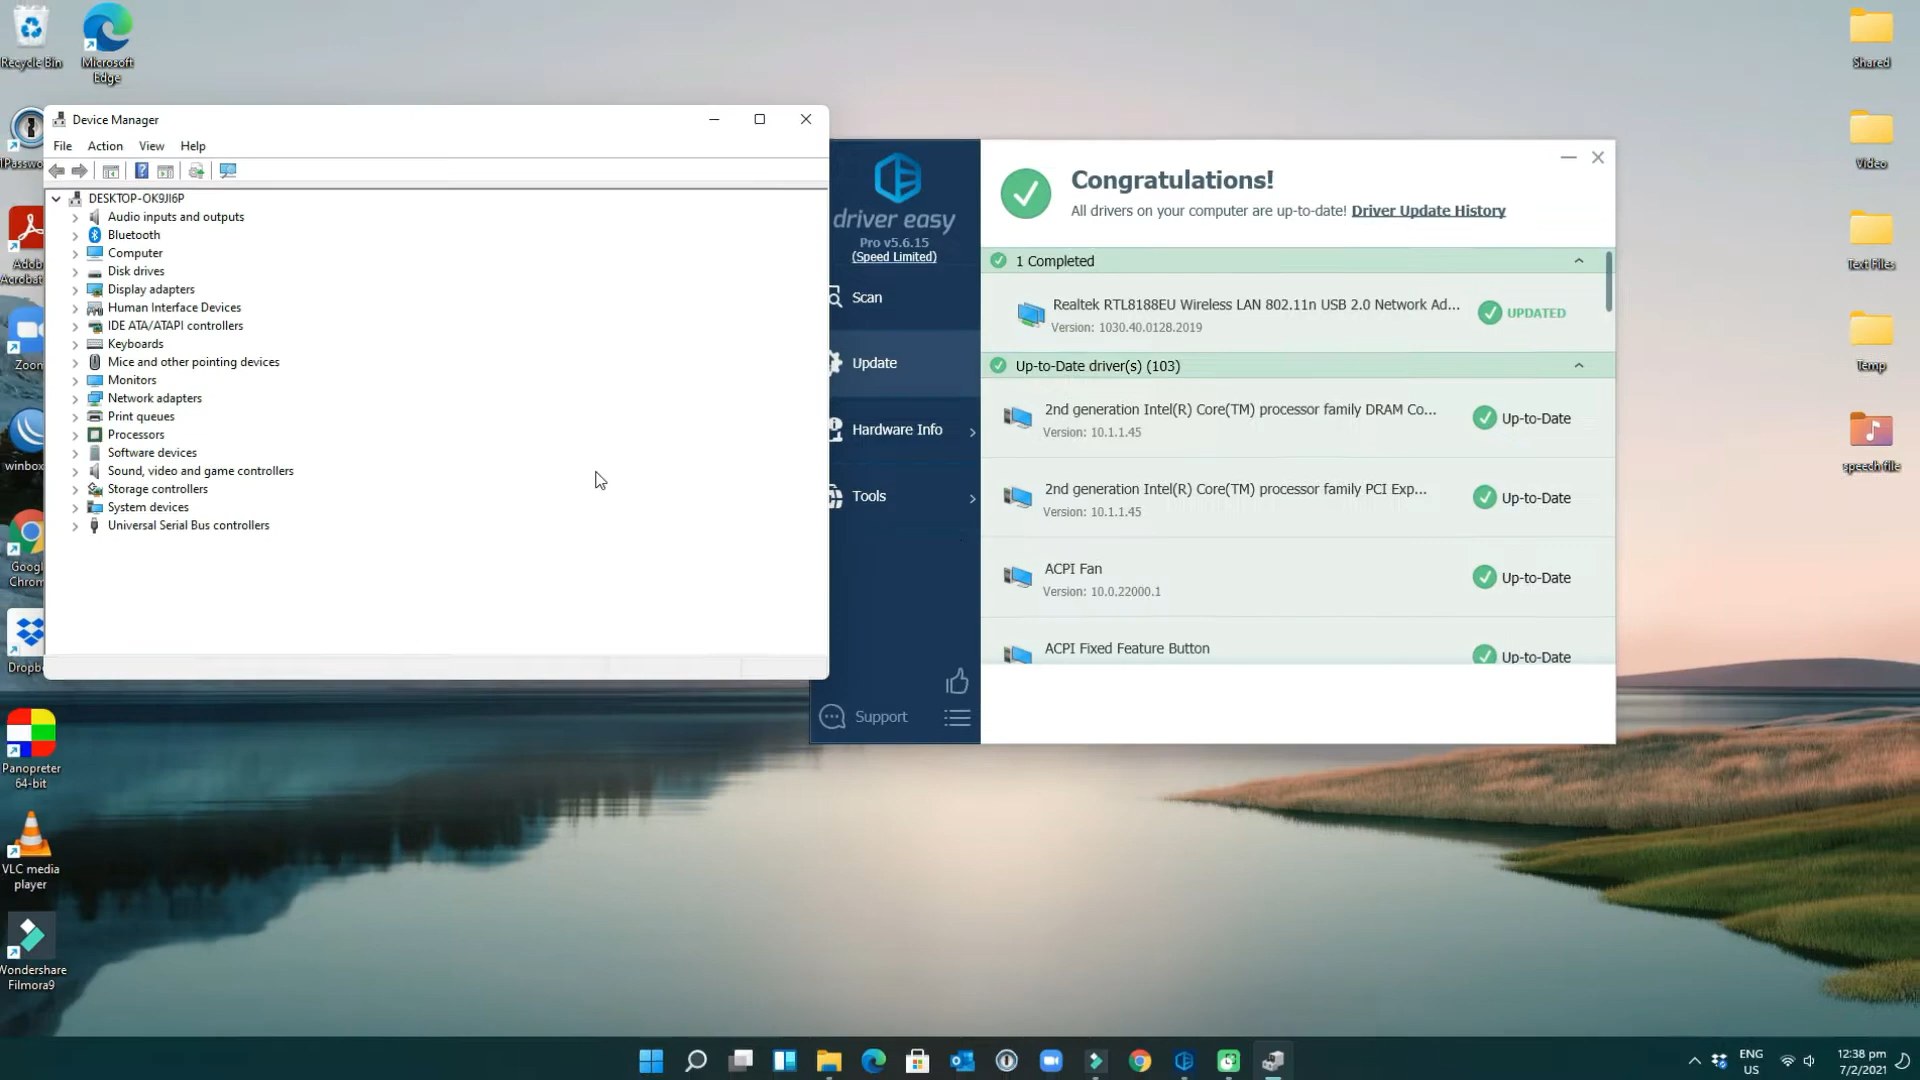 Recycle Bin
Microsoft
Edge
Adobe
Acrobat
Zoom
winbox
Google
Chrome
Panopreter
64-bit
VLC media
player
Wondershare
Filmora9
Device Manager
File Action View Help
DESKTOP-OK9JI6P
Audio inputs and outputs
Bluetooth
Computer
Disk drives
Display adapters
Human Interface Devices
IDE ATA/ATAPI controllers
Keyboards
Mice and other pointing devices
Monitors
Network adapters
Print queues
Processors
Software devices
Sound, video and game controllers
Storage controllers
System devices
Universal Serial Bus controllers
driver easy
Pro v5.6.15
(Speed Limited)
Scan
Update
Hardware Info
Tools
Support
Congratulations!
All drivers on your computer are up-to-date! Driver Update History
1 Completed
Realtek RTL8188EU Wireless LAN 802.11n USB 2.0 Network Ad...
Version: 1030.40.0128.2019
UPDATED
Up-to-Date driver(s) (103)
2nd generation Intel(R) Core(TM) processor family DRAM Co...
Version: 10.1.1.45
Up-to-Date
2nd generation Intel(R) Core(TM) processor family PCI Exp...
Version: 10.1.1.45
Up-to-Date
ACPI Fan
Version: 10.0.22000.1
Up-to-Date
ACPI Fixed Feature Button
Up-to-Date
Shared
Video
Text Files
Temp
speech file
ENG
US
12:38 pm
7/2/2021